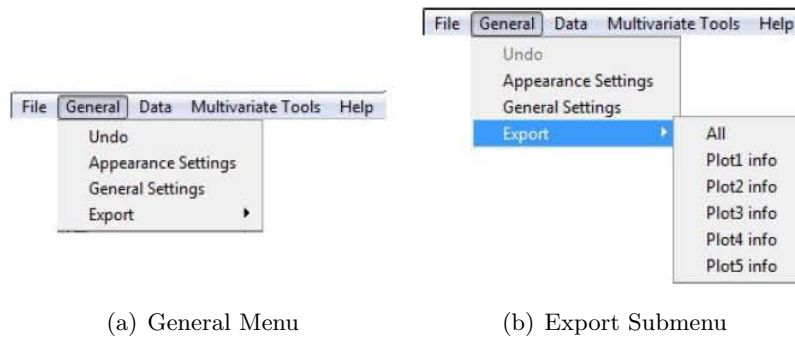 File General Data Multivariate Tools Help
Undo
Appearance Settings
General Settings
Export
(a) General Menu
File General Data Multivariate Tools Help
Undo
Appearance Settings
General Settings
Export
All
Plot1 info
Plot2 info
Plot3 info
Plot4 info
Plot5 info
(b) Export Submenu